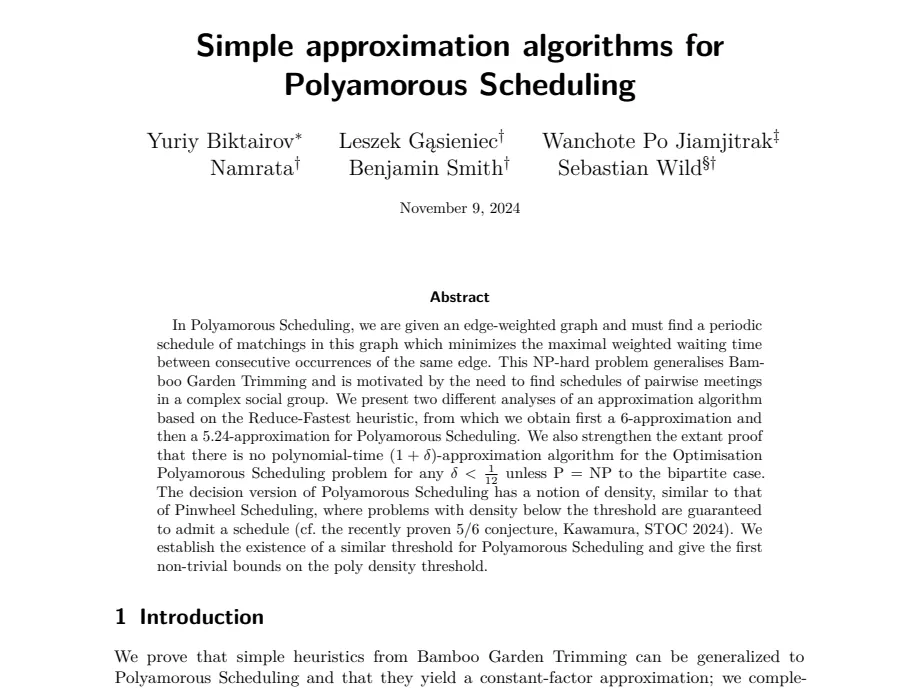 Simple approximation algorithms for
Polyamorous Scheduling
Yuriy Biktairov* Leszek Gąsieniec† Wanchote Po Jiamjitrak‡
Namrata† Benjamin Smith† Sebastian Wild§†
November 9, 2024
Abstract
In Polyamorous Scheduling, we are given an edge-weighted graph and must find a periodic
schedule of matchings in this graph which minimizes the maximal weighted waiting time
between consecutive occurrences of the same edge. This NP-hard problem generalises Bam-
boo Garden Trimming and is motivated by the need to find schedules of pairwise meetings
in a complex social group. We present two different analyses of an approximation algorithm
based on the Reduce-Fastest heuristic, from which we obtain first a 6-approximation and
then a 5.24-approximation for Polyamorous Scheduling. We also strengthen the extant proof
that there is no polynomial-time (1 + δ)-approximation algorithm for the Optimisation
Polyamorous Scheduling problem for any δ < 1/12 unless P = NP to the bipartite case.
The decision version of Polyamorous Scheduling has a notion of density, similar to that
of Pinwheel Scheduling, where problems with density below the threshold are guaranteed
to admit a schedule (cf. the recently proven 5/6 conjecture, Kawamura, STOC 2024). We
establish the existence of a similar threshold for Polyamorous Scheduling and give the first
non-trivial bounds on the poly density threshold.
1 Introduction
We prove that simple heuristics from Bamboo Garden Trimming can be generalized to
Polyamorous Scheduling and that they yield a constant-factor approximation; we comple-